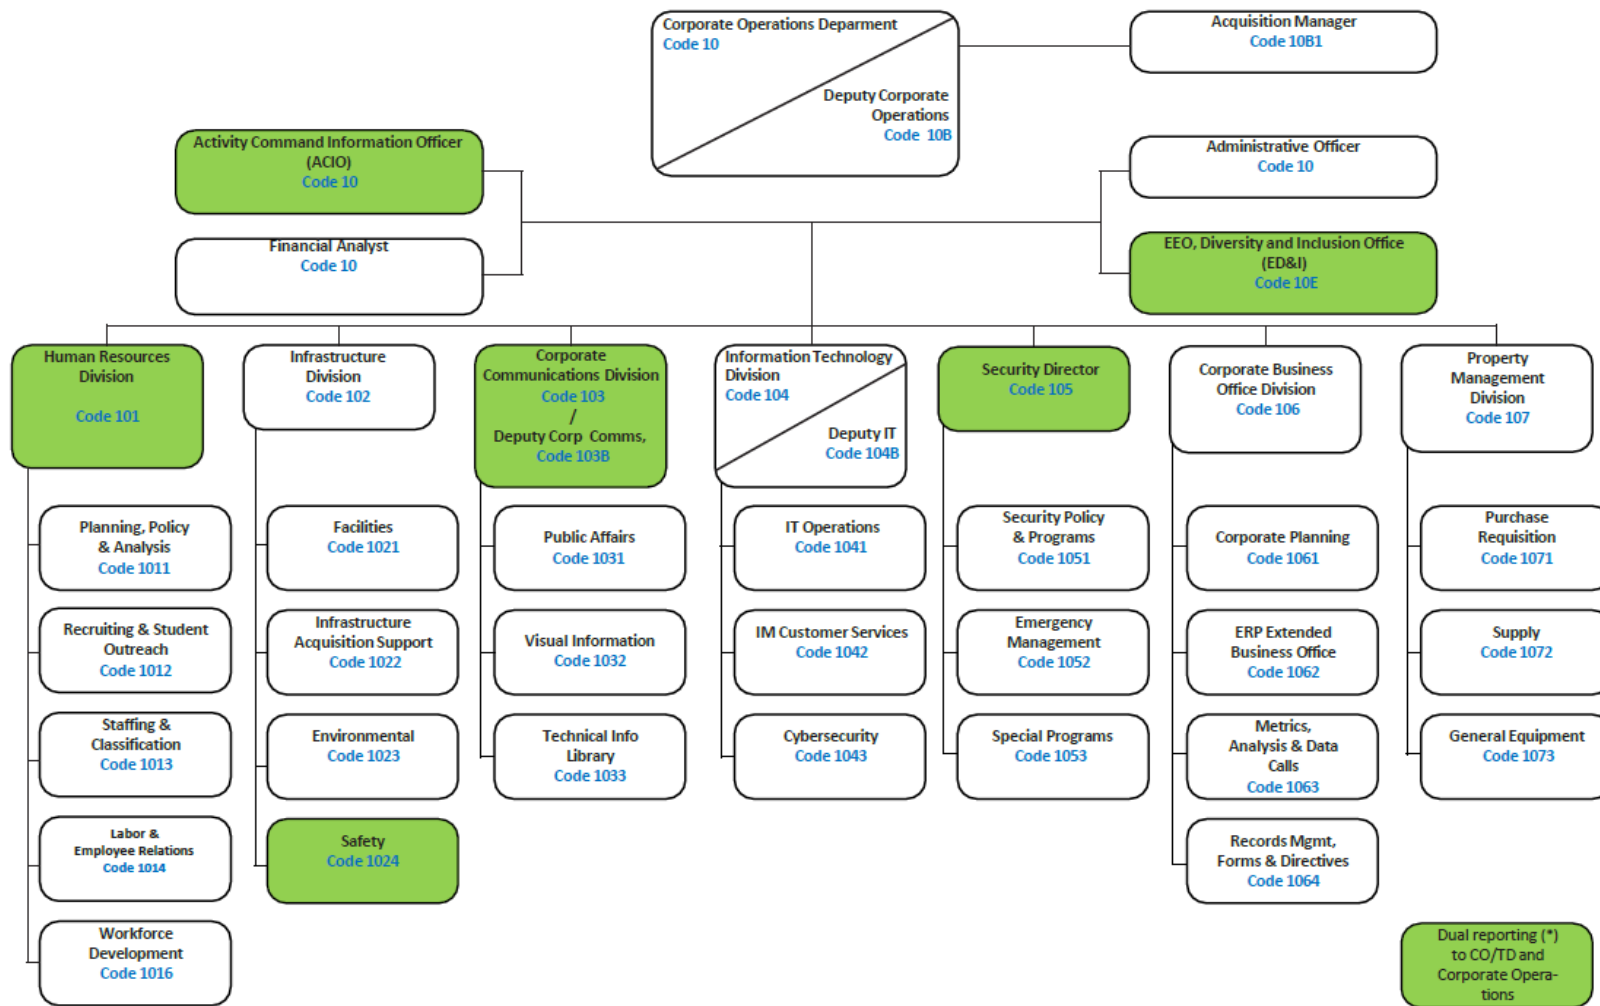 Corporate Operations Deparment
Code 10
Deputy Corporate
Operations
Code 10B
Acquisition Manager
Code 10B1
Activity Command Information Officer
(ACIO)
Code 10
Administrative Officer
Code 10
Financial Analyst
Code 10
EEO, Diversity and Inclusion Office
(ED&I)
Code 10E
Human Resources
Division
Code 101
Infrastructure
Division
Code 102
Corporate
Communications Division
Code 103
/
Deputy Corp Comms,
Code 103B
Information Technology
Division
Code 104
Deputy IT
Code 104B
Security Director
Code 105
Corporate Business
Office Division
Code 106
Property
Management
Division
Code 107
Planning, Policy
& Analysis
Code 1011
Facilities
Code 1021
Public Affairs
Code 1031
IT Operations
Code 1041
Security Policy
& Programs
Code 1051
Corporate Planning
Code 1061
Purchase
Requisition
Code 1071
Recruiting & Student
Outreach
Code 1012
Infrastructure
Acquisition Support
Code 1022
Visual Information
Code 1032
IM Customer Services
Code 1042
Emergency
Management
Code 1052
ERP Extended
Business Office
Code 1062
Supply
Code 1072
Staffing &
Classification
Code 1013
Environmental
Code 1023
Technical Info
Library
Code 1033
Cybersecurity
Code 1043
Special Programs
Code 1053
Metrics,
Analysis & Data
Calls
Code 1063
General Equipment
Code 1073
Labor &
Employee Relations
Code 1014
Safety
Code 1024
Records Mgmt,
Forms & Directives
Code 1064
Workforce
Development
Code 1016
Dual reporting (*)
to CO/TD and
Corporate Opera-
tions